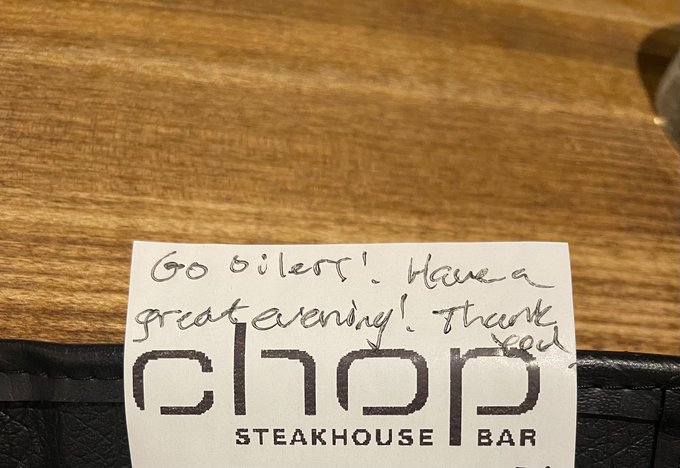 Go oilers! Have a
great evening! Thank
you
chop
STEAKHOUSE BAR